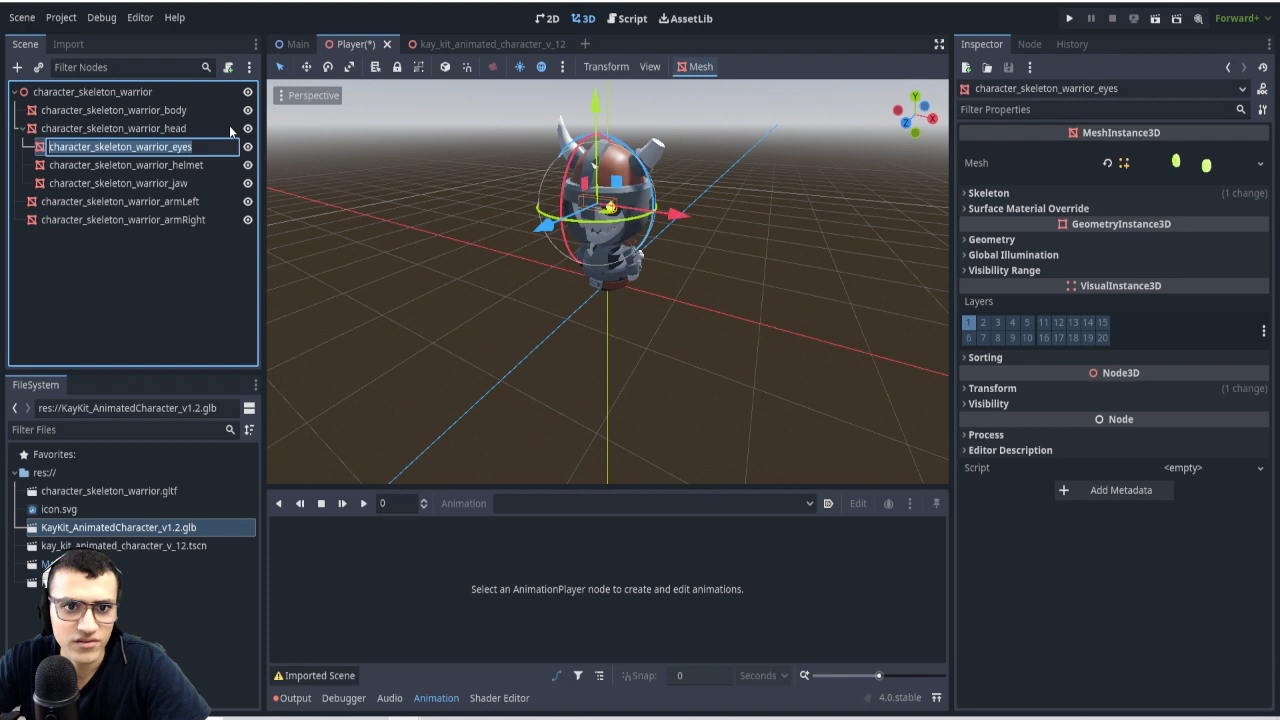 Scene Project Debug Editor Help
2D 3D Script AssetLib
Forward+
Scene Import
Main Player(*) kay_kit_animated_character_v_12
Inspector Node History
Filter Nodes
Transform View Mesh
character_skeleton_warrior
character_skeleton_warrior_body
character_skeleton_warrior_head
character_skeleton_warrior_eyes
character_skeleton_warrior_helmet
character_skeleton_warrior_jaw
character_skeleton_warrior_armLeft
character_skeleton_warrior_armRight
Perspective
Y
X
Z
character_skeleton_warrior_eyes
Filter Properties
MeshInstance3D
Mesh
Skeleton (1 change)
Surface Material Override
GeometryInstance3D
Geometry
Global Illumination
Visibility Range
VisualInstance3D
Layers
1 2 3 4 5 11 12 13 14 15
6 7 8 9 10 16 17 18 19 20
Sorting
Node3D
Transform (1 change)
Visibility
Node
Process
Editor Description
Script <empty>
Add Metadata
FileSystem
res://KayKit_AnimatedCharacter_v1.2.glb
Filter Files
Favorites:
res://
character_skeleton_warrior.gltf
icon.svg
KayKit_AnimatedCharacter_v1.2.glb
kay_kit_animated_character_v_12.tscn
0 Animation Edit
Select an AnimationPlayer node to create and edit animations.
Imported Scene
Snap: 0 Seconds
Output Debugger Audio Animation Shader Editor
4.0.stable